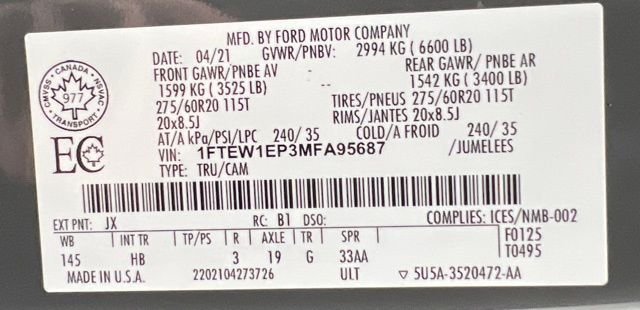 MFD. BY FORD MOTOR COMPANY
DATE: 04/21 GVWR/PNBV: 2994 KG ( 6600 LB)
FRONT GAWR/PNBE AV - REAR GAWR/ PNBE AR
1599 KG ( 3525 LB) -- 1542 KG ( 3400 LB)
275/60R20 115T TIRES/PNEUS 275/60R20 115T
20x8.5J RIMS/JANTES 20x8.5J
AT/A kPa/PSI/LPC 240/ 35 COLD/A FROID 240/ 35
VIN: 1FTEW1EP3MFA95687 /JUMELEES
TYPE: TRU/CAM
CANADA
CMVSS NSVAC
977
TRANSPORT
EC
EXT PNT: JX RC: B1 DSO: COMPLIES: ICES/NMB-002
WB INT TR TP/PS R AXLE TR SPR F0125
145 HB 3 19 G 33AA T0495
MADE IN U.S.A. 2202104273726 ULT ▽ 5U5A-3520472-AA